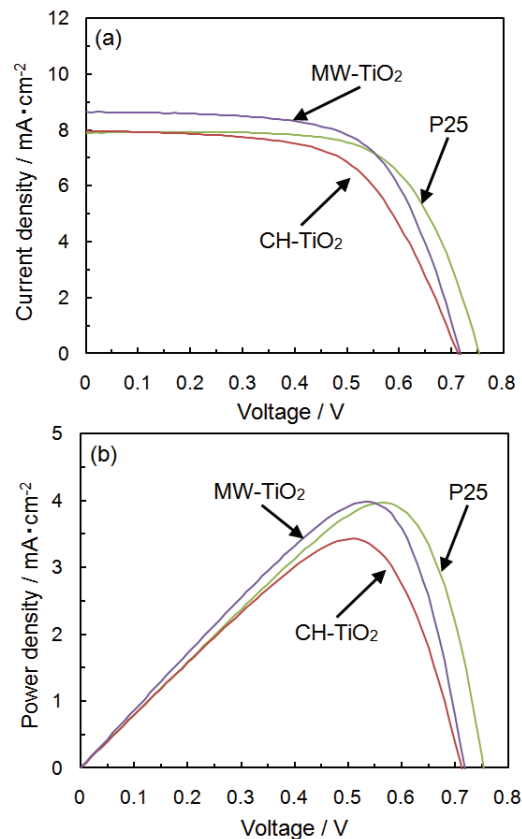 (a)
12
10
8
6
4
2
0
Current density / mA・cm-2
MW-TiO2
P25
CH-TiO2
0 0.1 0.2 0.3 0.4 0.5 0.6 0.7 0.8
Voltage / V
(b)
5
4
3
2
1
0
Power density / mA・cm-2
MW-TiO2
P25
CH-TiO2
0 0.1 0.2 0.3 0.4 0.5 0.6 0.7 0.8
Voltage / V